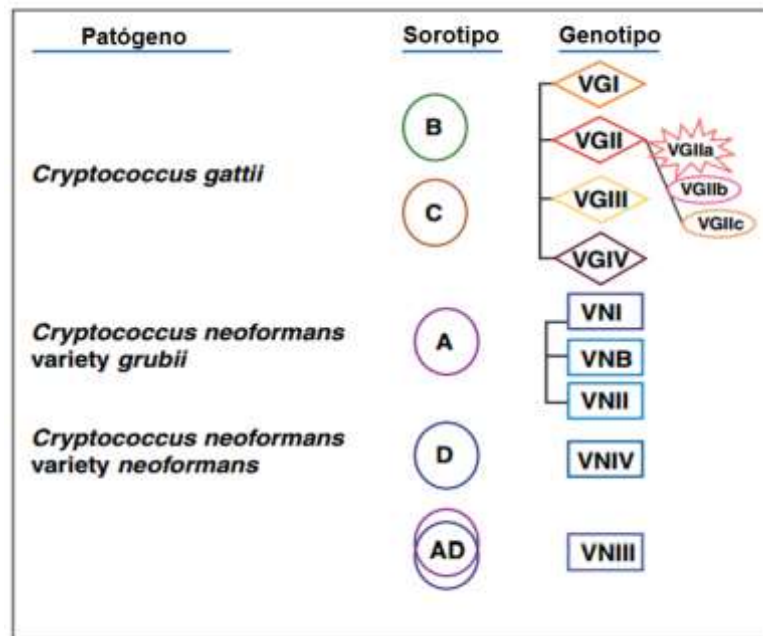 Patógeno Sorotipo Genotipo
VGI
B
VGII
VGIIa
VGIIb
Cryptococcus gattii
C
VGIII
VGIIc
VGIV
VNI
Cryptococcus neoformans
variety grubii
A
VNB
VNII
Cryptococcus neoformans
variety neoformans
D
VNIV
AD
VNIII